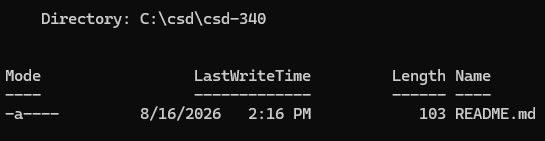 Directory: C:\csd\csd-340
Mode LastWriteTime Length Name
---- ------------- ------ ----
-a---- 8/16/2026 2:16 PM 103 README.md